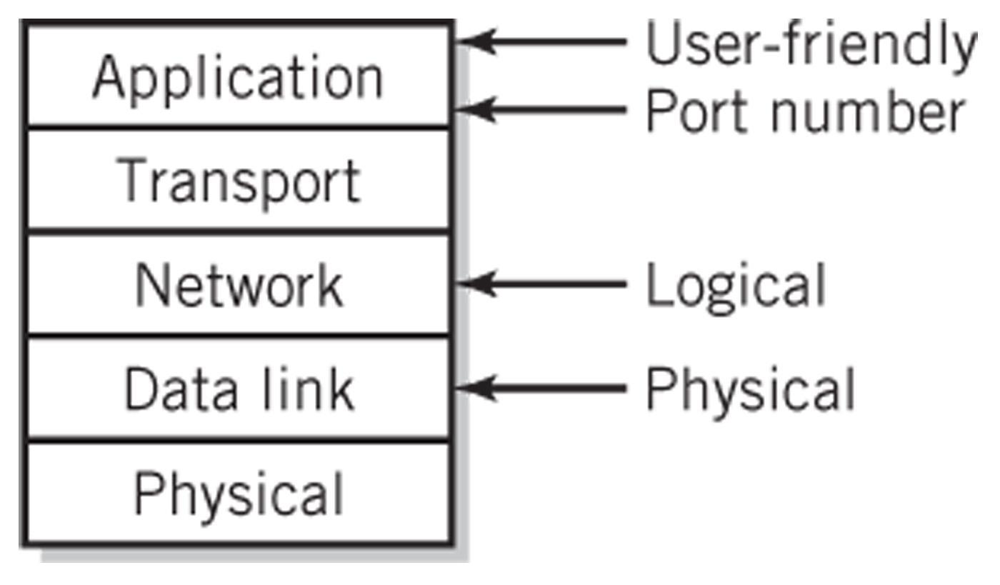 Application
User-friendly
Port number
Transport
Network
Logical
Data link
Physical
Physical